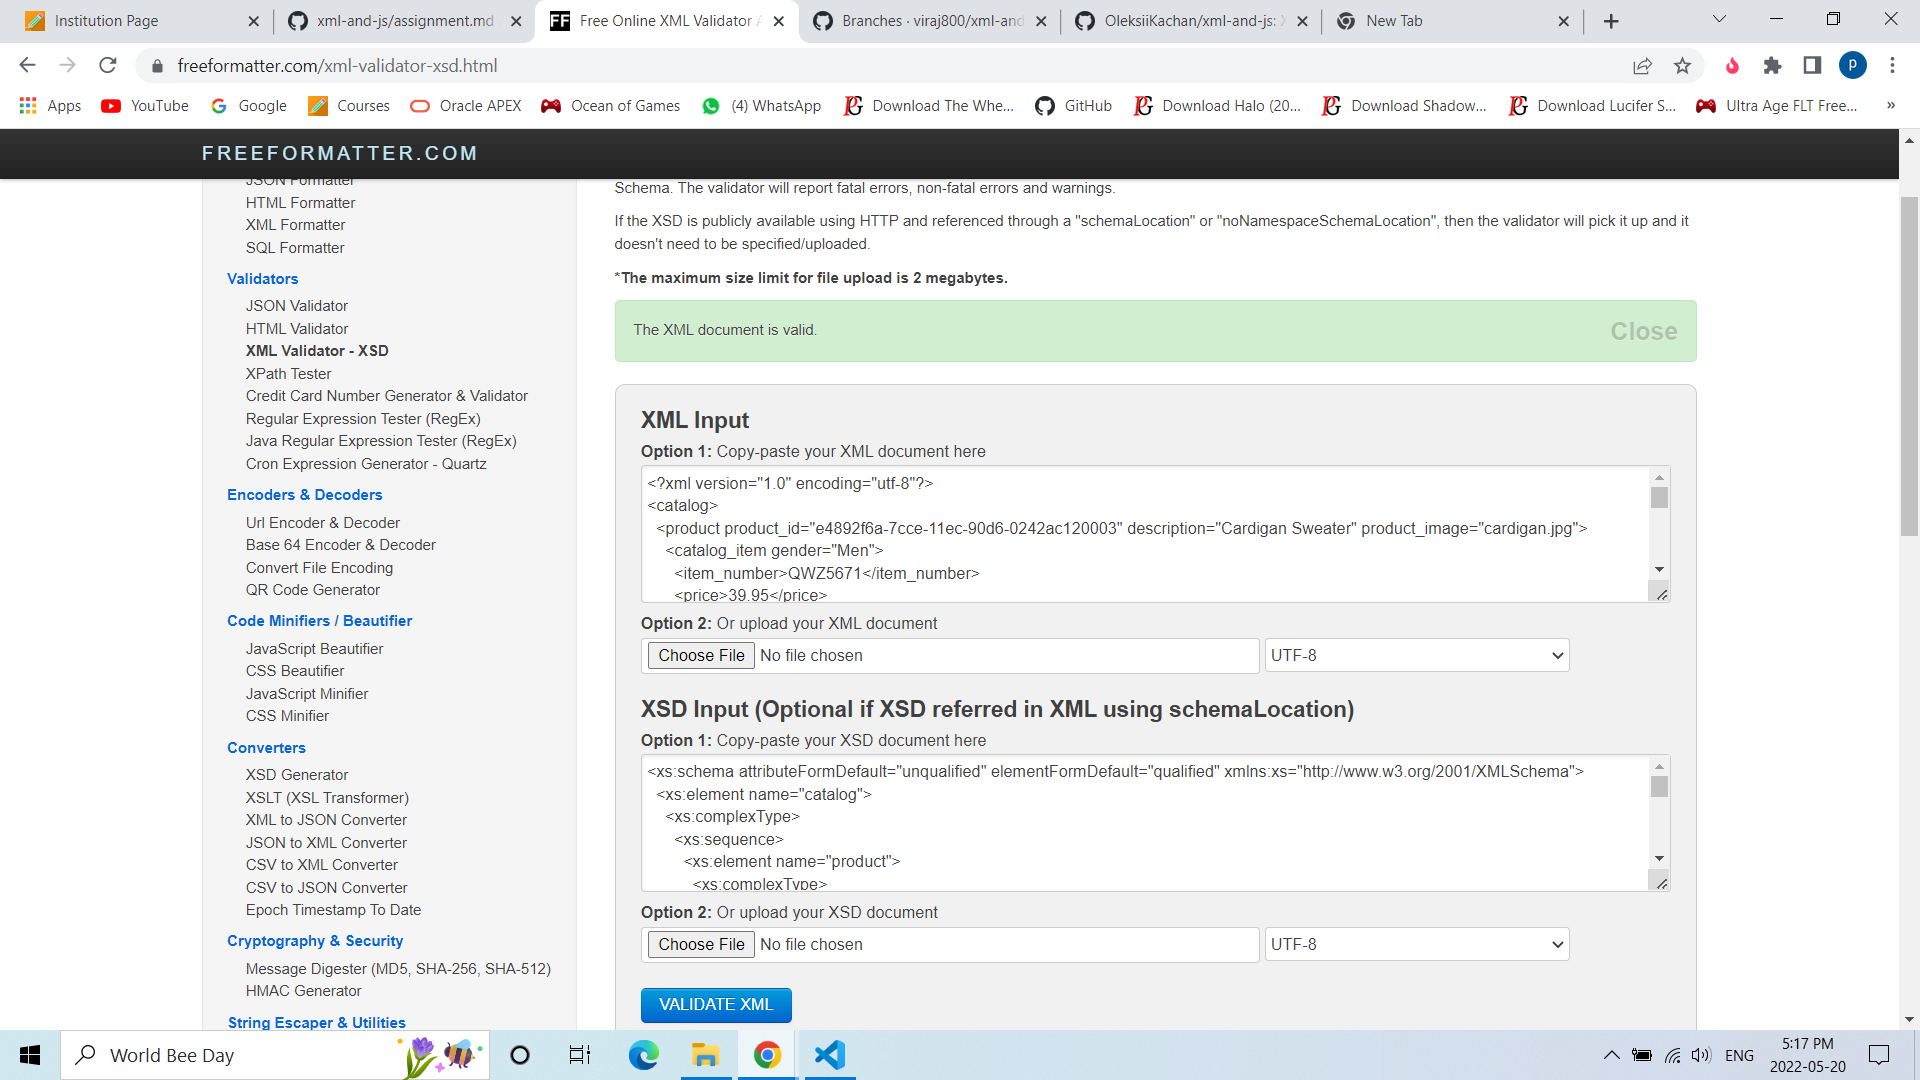 Institution Page
xml-and-js/assignment.md
Free Online XML Validator
Branches · viraj800/xml-and
OleksiiKachan/xml-and-js:
New Tab
freeformatter.com/xml-validator-xsd.html
P
Apps
YouTube
Google
Courses
Oracle APEX
Ocean of Games
(4) WhatsApp
Download The Whe...
GitHub
Download Halo (20...
Download Shadow...
Download Lucifer S...
Ultra Age FLT Free...
»
FREEFORMATTER.COM
JSON Formatter
HTML Formatter
XML Formatter
SQL Formatter
Validators
JSON Validator
HTML Validator
XML Validator - XSD
XPath Tester
Credit Card Number Generator & Validator
Regular Expression Tester (RegEx)
Java Regular Expression Tester (RegEx)
Cron Expression Generator - Quartz
Encoders & Decoders
Url Encoder & Decoder
Base 64 Encoder & Decoder
Convert File Encoding
QR Code Generator
Code Minifiers / Beautifier
JavaScript Beautifier
CSS Beautifier
JavaScript Minifier
CSS Minifier
Converters
XSD Generator
XSLT (XSL Transformer)
XML to JSON Converter
JSON to XML Converter
CSV to XML Converter
CSV to JSON Converter
Epoch Timestamp To Date
Cryptography & Security
Message Digester (MD5, SHA-256, SHA-512)
HMAC Generator
String Escaper & Utilities
Schema. The validator will report fatal errors, non-fatal errors and warnings.
If the XSD is publicly available using HTTP and referenced through a "schemaLocation" or "noNamespaceSchemaLocation", then the validator will pick it up and it
doesn't need to be specified/uploaded.
*The maximum size limit for file upload is 2 megabytes.
The XML document is valid.
Close
XML Input
Option 1: Copy-paste your XML document here
<?xml version="1.0" encoding="utf-8"?>
<catalog>
<product product_id="e4892f6a-7cce-11ec-90d6-0242ac120003" description="Cardigan Sweater" product_image="cardigan.jpg">
<catalog_item gender="Men">
<item_number>QWZ5671</item_number>
<price>39.95</price>
Option 2: Or upload your XML document
Choose File No file chosen
UTF-8
XSD Input (Optional if XSD referred in XML using schemaLocation)
Option 1: Copy-paste your XSD document here
<xs:schema attributeFormDefault="unqualified" elementFormDefault="qualified" xmlns:xs="http://www.w3.org/2001/XMLSchema">
<xs:element name="catalog">
<xs:complexType>
<xs:sequence>
<xs:element name="product">
<xs:complexType>
Option 2: Or upload your XSD document
Choose File No file chosen
UTF-8
VALIDATE XML
World Bee Day
ENG
5:17 PM
2022-05-20